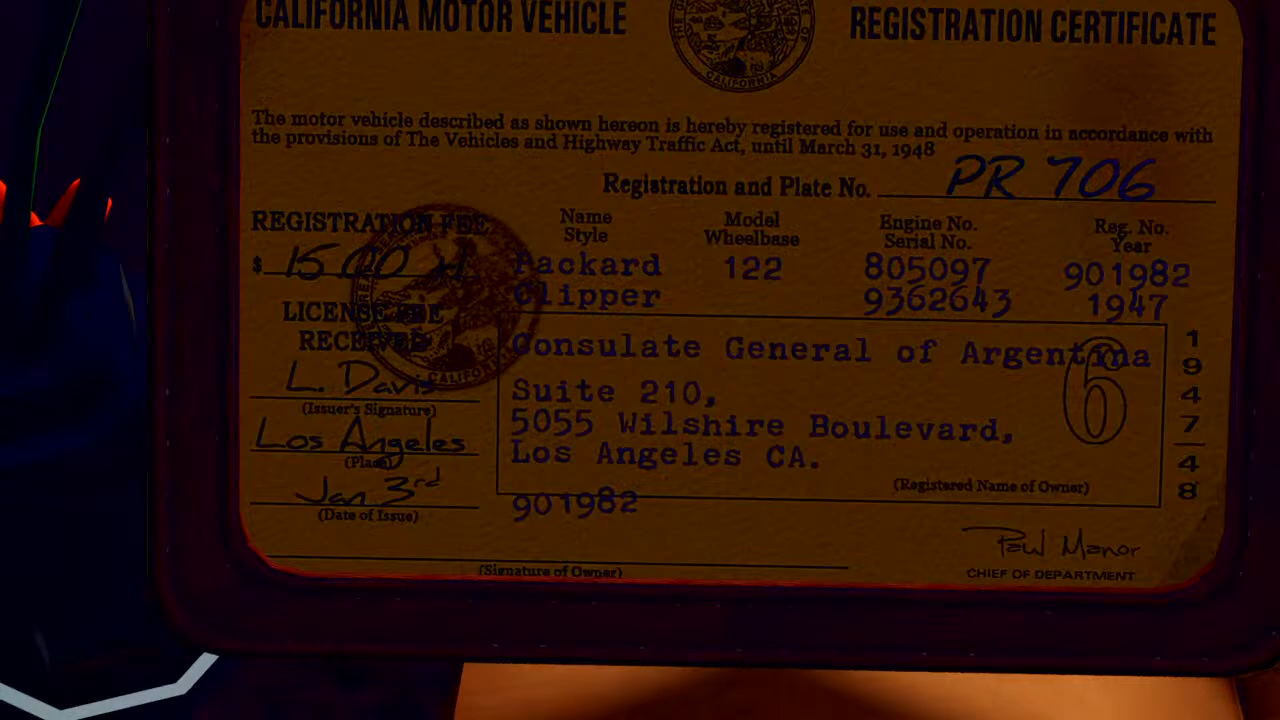 CALIFORNIA MOTOR VEHICLE REGISTRATION CERTIFICATE
CALIFORNIA
The motor vehicle described as shown hereon is hereby registered for use and operation in accordance with
the provisions of The Vehicles and Highway Traffic Act, until March 31, 1948
Registration and Plate No. PR 706
REGISTRATION FEE
$ 15.00
LICENSE FEE
RECEIVED
L. Davis
(Issuer's Signature)
Los Angeles
(Place)
Jan 3rd
(Date of Issue)
Name Model Engine No. Reg. No.
Style Wheelbase Serial No. Year
Packard 122 805097 901982
Clipper 9362643 1947
Consulate General of Argentina
Suite 210,
5055 Wilshire Boulevard,
Los Angeles CA.
6
(Registered Name of Owner)
901982
1
9
4
7
4
8
(Signature of Owner)
Paul Manor
CHIEF OF DEPARTMENT